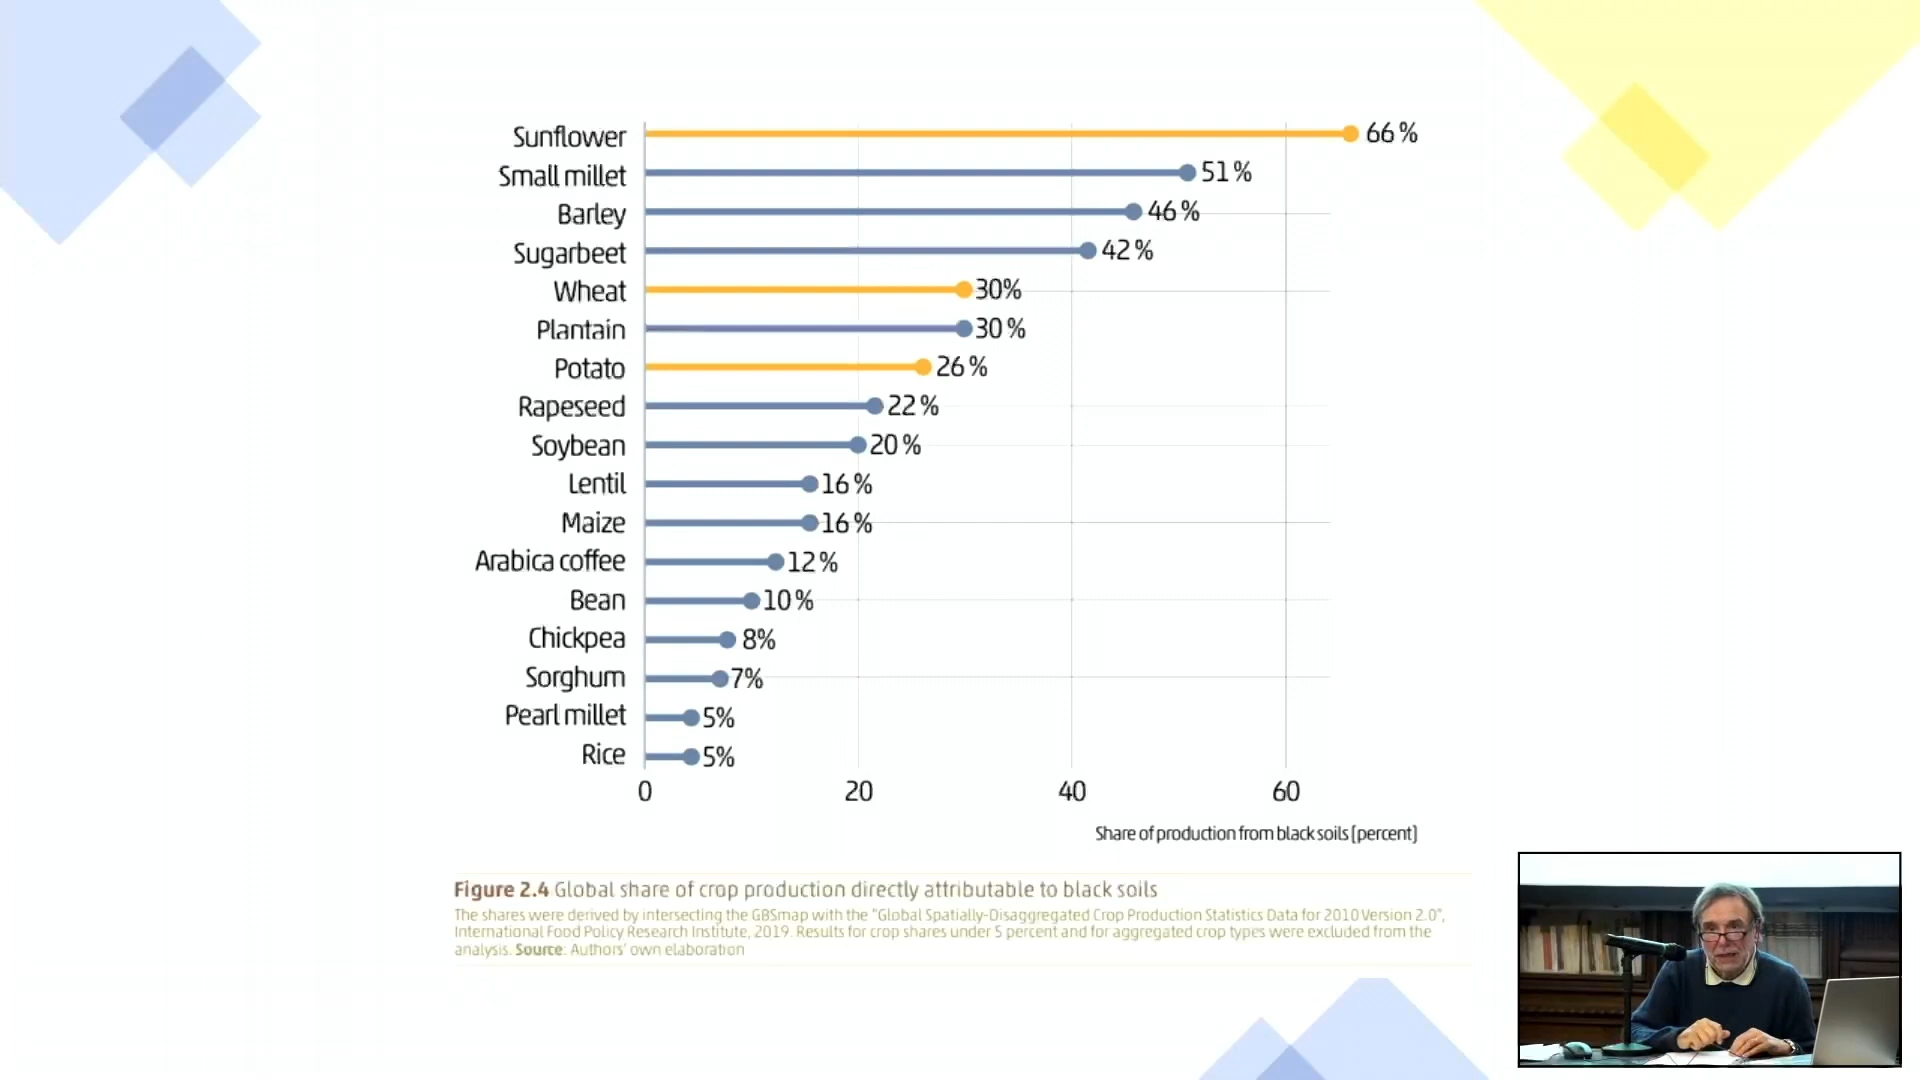 Sunflower 66 %
Small millet 51 %
Barley 46 %
Sugarbeet 42 %
Wheat 30%
Plantain 30 %
Potato 26 %
Rapeseed 22 %
Soybean 20 %
Lentil 16 %
Maize 16 %
Arabica coffee 12 %
Bean 10 %
Chickpea 8%
Sorghum 7%
Pearl millet 5%
Rice 5%
0 20 40 60
Share of production from black soils (percent)
Figure 2.4 Global share of crop production directly attributable to black soils
The shares were derived by intersecting the GBSmap with the "Global Spatially-Disaggregated Crop Production Statistics Data for 2010 Version 2.0",
International Food Policy Research Institute, 2019. Results for crop shares under 5 percent and for aggregated crop types were excluded from the
analysis. Source: Authors' own elaboration